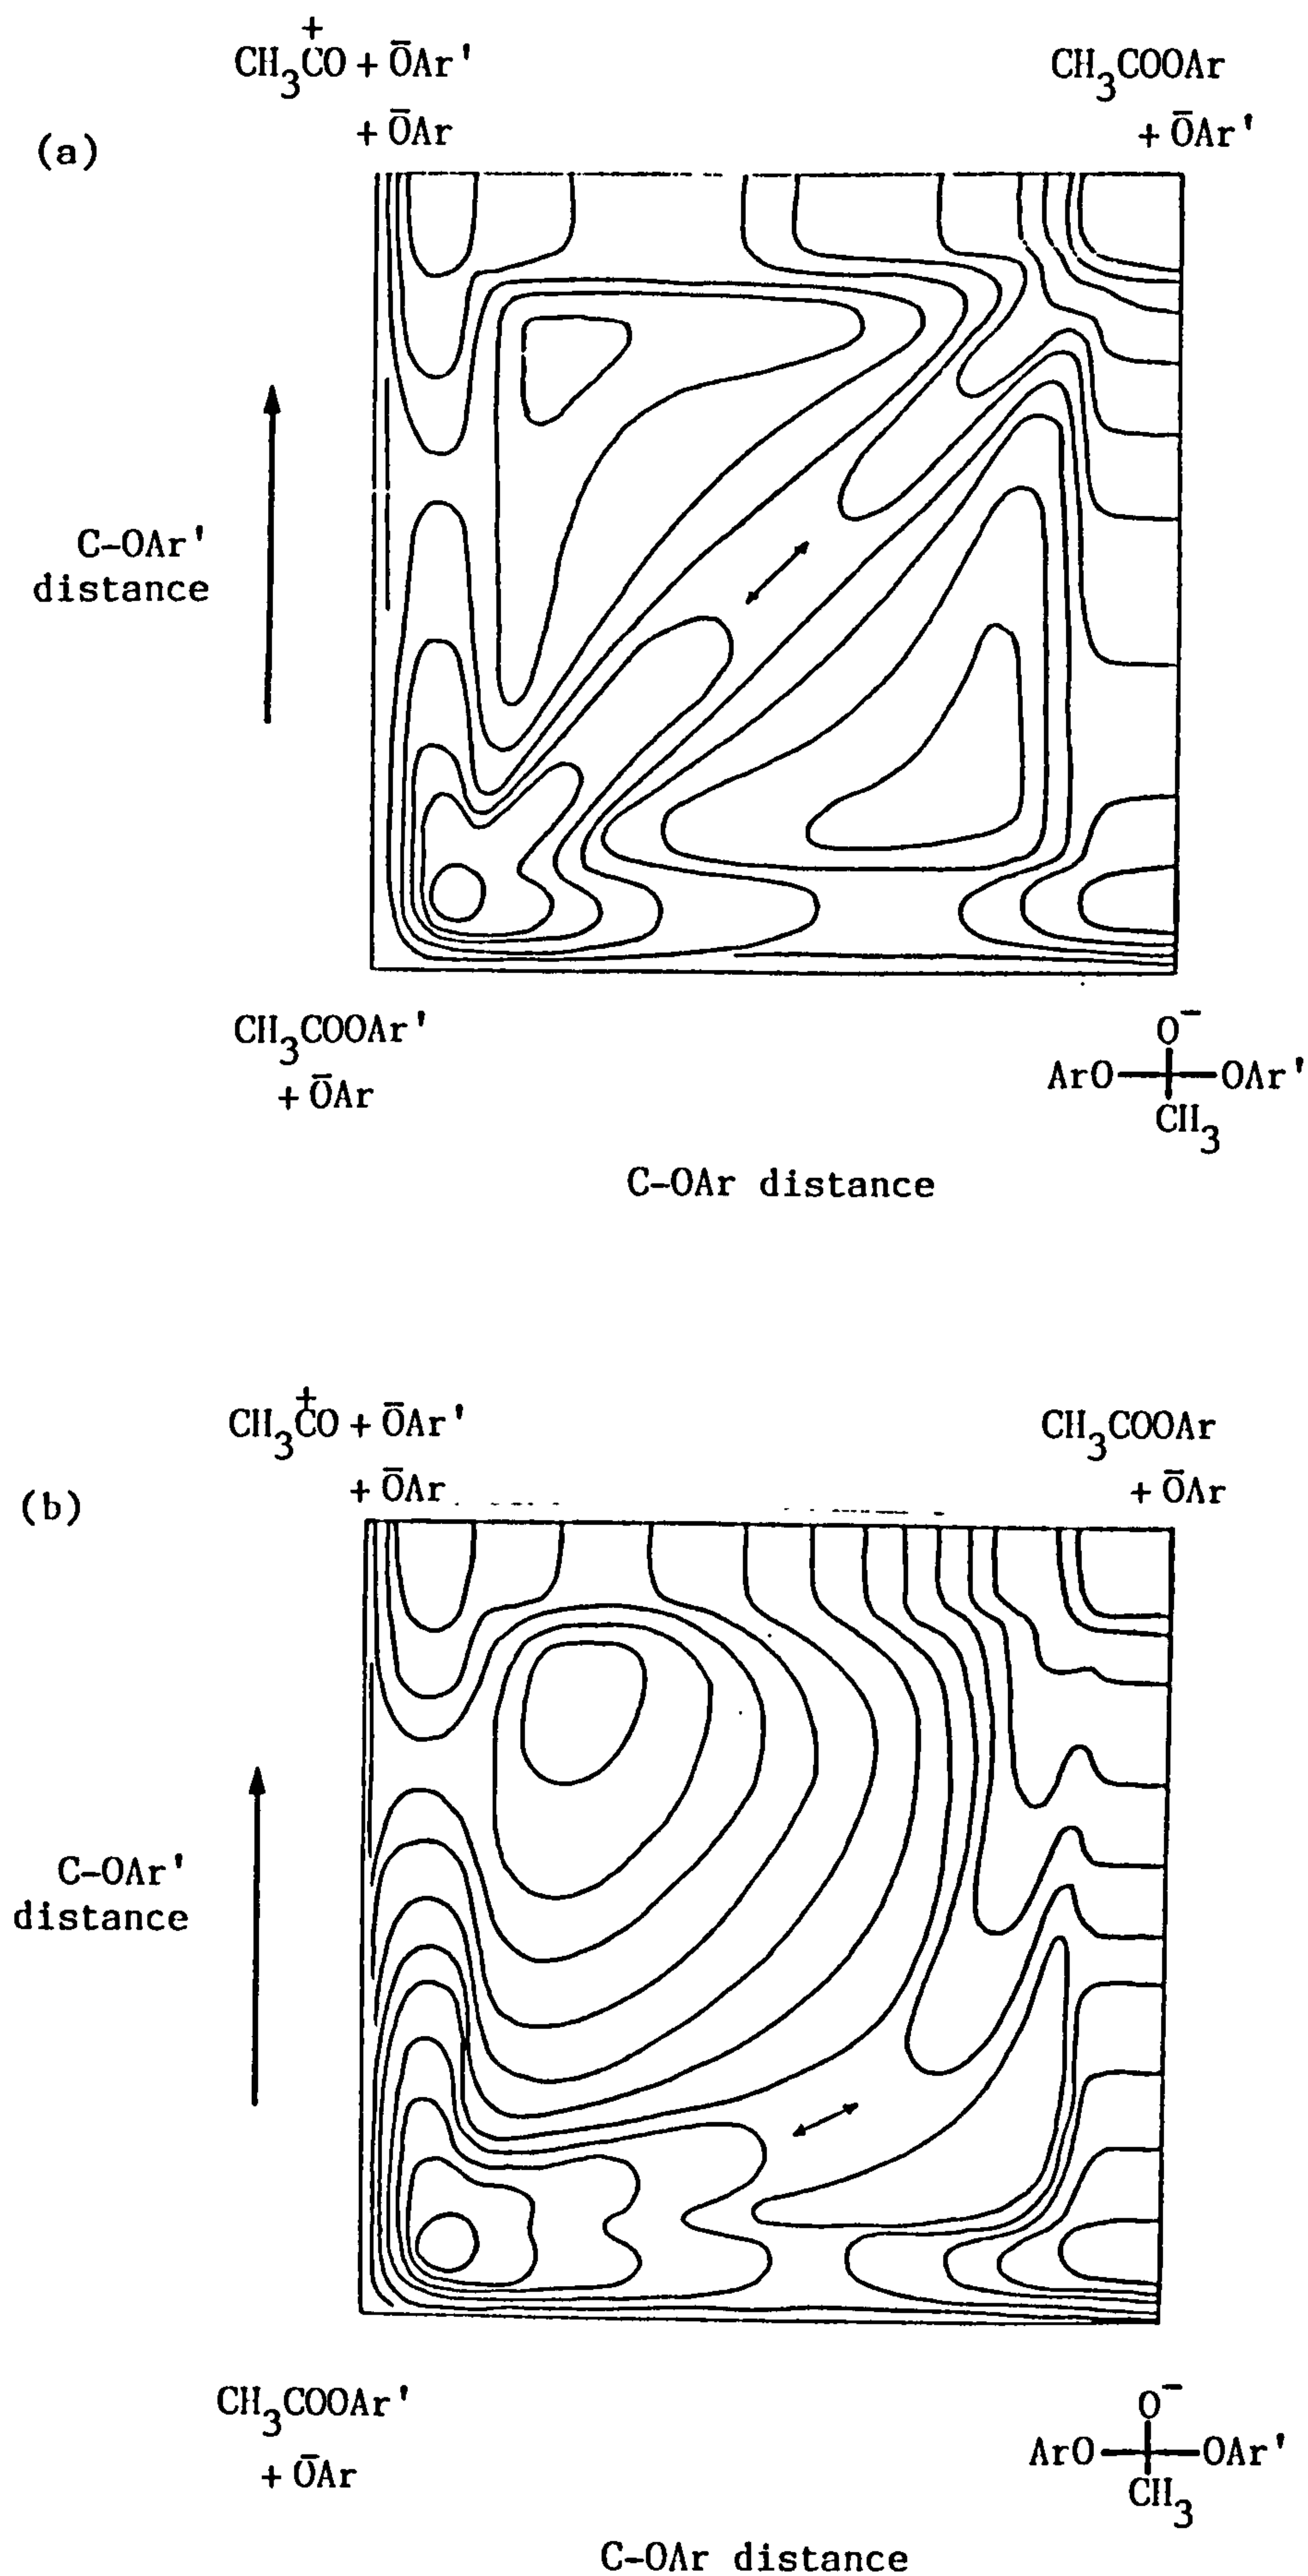 (a)
CH₃C⁺O + ŌAr'
+ ŌAr
CH₃COOAr
+ ŌAr'
C-OAr'
distance
CH₃COOAr'
+ ŌAr
O⁻
ArO OAr'
CH₃
C-OAr distance
(b)
CH₃C⁺O + ŌAr'
+ ŌAr
CH₃COOAr
+ ŌAr
C-OAr'
distance
CH₃COOAr'
+ ŌAr
O⁻
ArO OAr'
CH₃
C-OAr distance